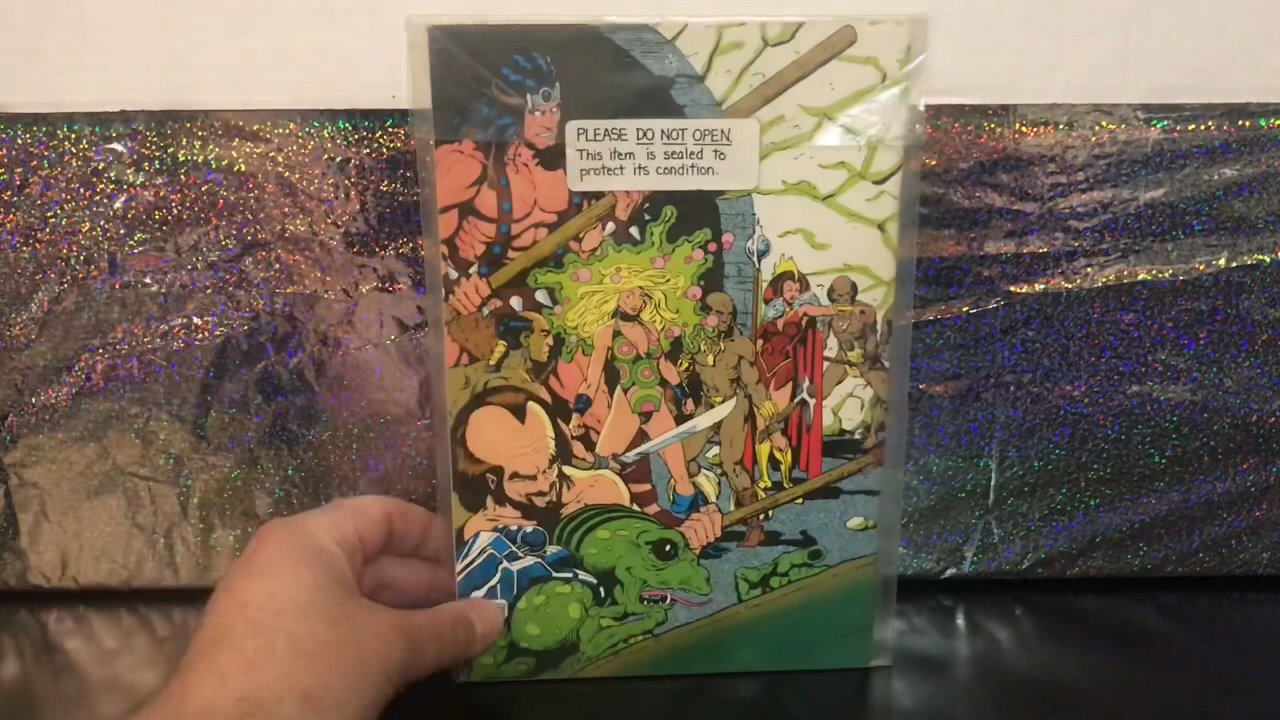 PLEASE DO NOT OPEN.
This item is sealed to
protect its condition.